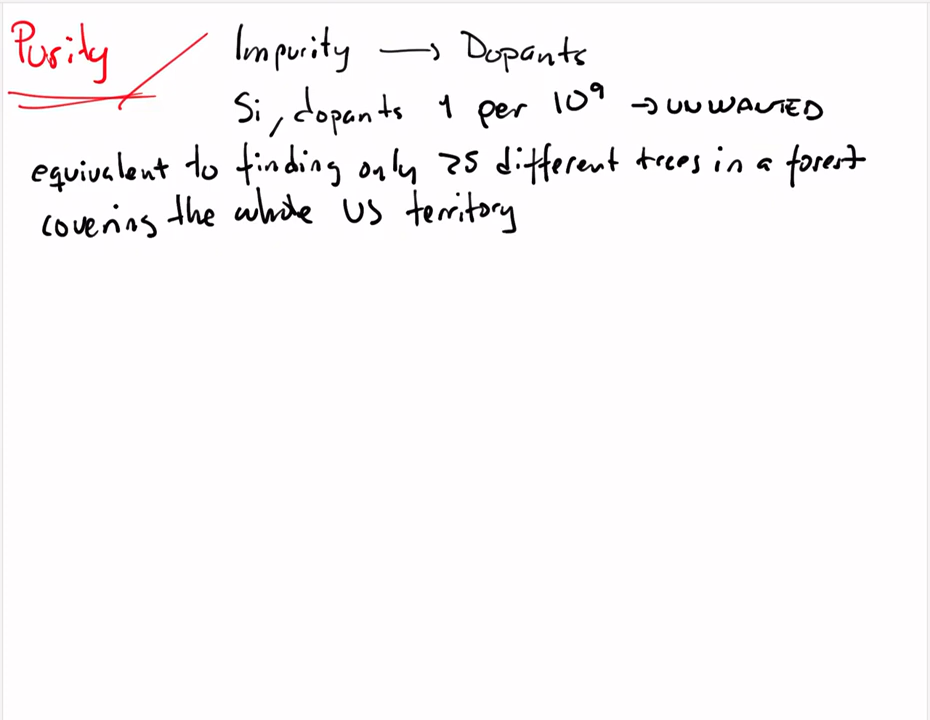 Purity
Impurity → Dopants
Si, dopants 1 per 10⁹ → UNWANTED
equivalent to finding only 25 different trees in a forest
covering the whole US territory